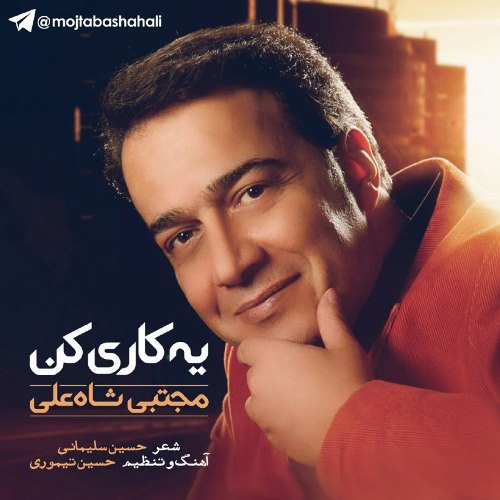 @mojtabashahali
یه کاری کن
مجتبی شاه علی
شعر حسین سلیمانی
آهنگ و تنظیم حسین تیموری